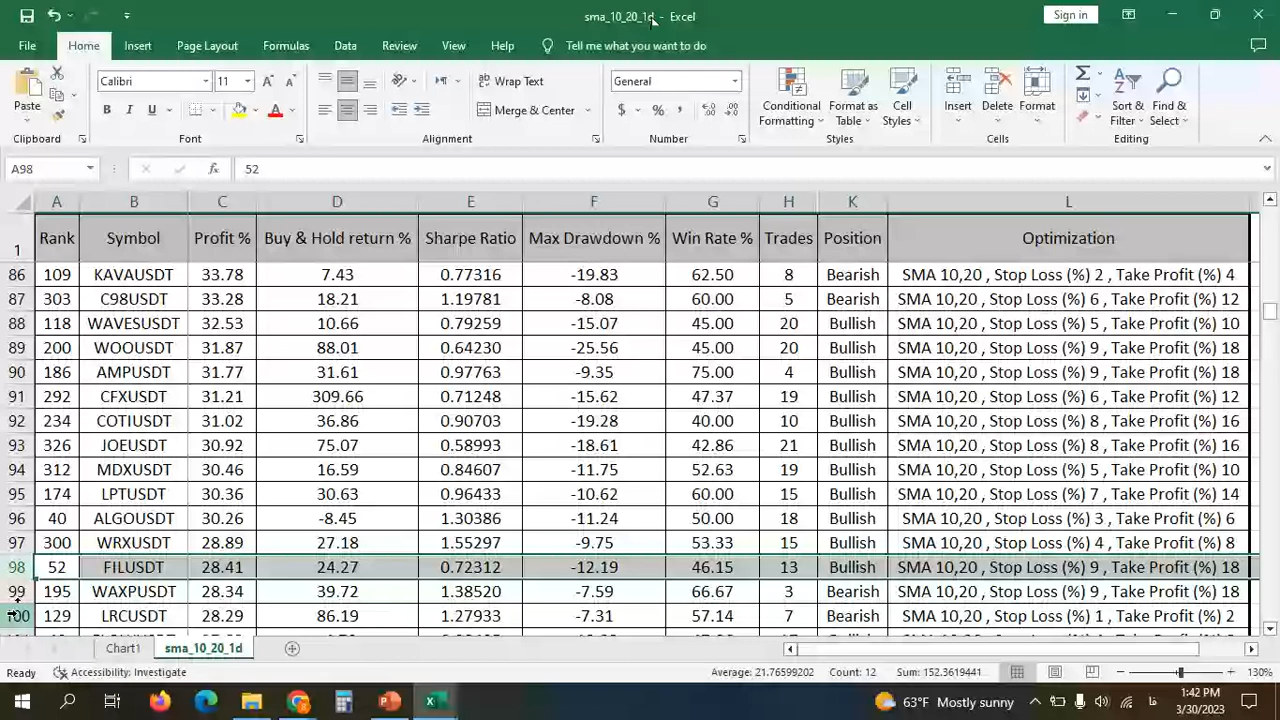 sma_10_20_1d - Excel
Sign in
File Home Insert Page Layout Formulas Data Review View Help Tell me what you want to do
Paste
Calibri 11
B I U
Wrap Text
Merge & Center
General
$ % ,
Conditional Formatting
Format as Table
Cell Styles
Insert Delete Format
Sort & Filter
Find & Select
Clipboard Font Alignment Number Styles Cells Editing
A98 fx 52
A B C D E F G H K L
1 Rank Symbol Profit % Buy & Hold return % Sharpe Ratio Max Drawdown % Win Rate % Trades Position Optimization
86 109 KAVAUSDT 33.78 7.43 0.77316 -19.83 62.50 8 Bearish SMA 10,20 , Stop Loss (%) 2 , Take Profit (%) 4
87 303 C98USDT 33.28 18.21 1.19781 -8.08 60.00 5 Bearish SMA 10,20 , Stop Loss (%) 6 , Take Profit (%) 12
88 118 WAVESUSDT 32.53 10.66 0.79259 -15.07 45.00 20 Bullish SMA 10,20 , Stop Loss (%) 5 , Take Profit (%) 10
89 200 WOOUSDT 31.87 88.01 0.64230 -25.56 45.00 20 Bullish SMA 10,20 , Stop Loss (%) 9 , Take Profit (%) 18
90 186 AMPUSDT 31.77 31.61 0.97763 -9.35 75.00 4 Bullish SMA 10,20 , Stop Loss (%) 9 , Take Profit (%) 18
91 292 CFXUSDT 31.21 309.66 0.71248 -15.62 47.37 19 Bullish SMA 10,20 , Stop Loss (%) 6 , Take Profit (%) 12
92 234 COTIUSDT 31.02 36.86 0.90703 -19.28 40.00 10 Bullish SMA 10,20 , Stop Loss (%) 8 , Take Profit (%) 16
93 326 JOEUSDT 30.92 75.07 0.58993 -18.61 42.86 21 Bullish SMA 10,20 , Stop Loss (%) 8 , Take Profit (%) 16
94 312 MDXUSDT 30.46 16.59 0.84607 -11.75 52.63 19 Bullish SMA 10,20 , Stop Loss (%) 5 , Take Profit (%) 10
95 174 LPTUSDT 30.36 30.63 0.96433 -10.62 60.00 15 Bullish SMA 10,20 , Stop Loss (%) 7 , Take Profit (%) 14
96 40 ALGOUSDT 30.26 -8.45 1.30386 -11.24 50.00 18 Bullish SMA 10,20 , Stop Loss (%) 3 , Take Profit (%) 6
97 300 WRXUSDT 28.89 27.18 1.55297 -9.75 53.33 15 Bullish SMA 10,20 , Stop Loss (%) 4 , Take Profit (%) 8
98 52 FILUSDT 28.41 24.27 0.72312 -12.19 46.15 13 Bullish SMA 10,20 , Stop Loss (%) 9 , Take Profit (%) 18
99 195 WAXPUSDT 28.34 39.72 1.38520 -7.59 66.67 3 Bullish SMA 10,20 , Stop Loss (%) 9 , Take Profit (%) 18
100 129 LRCUSDT 28.29 86.19 1.27933 -7.31 57.14 7 Bearish SMA 10,20 , Stop Loss (%) 1 , Take Profit (%) 2
Chart1 sma_10_20_1d
Ready Accessibility: Investigate Average: 21.76599202 Count: 12 Sum: 152.3619441 130%
63°F Mostly sunny 1:42 PM
3/30/2023